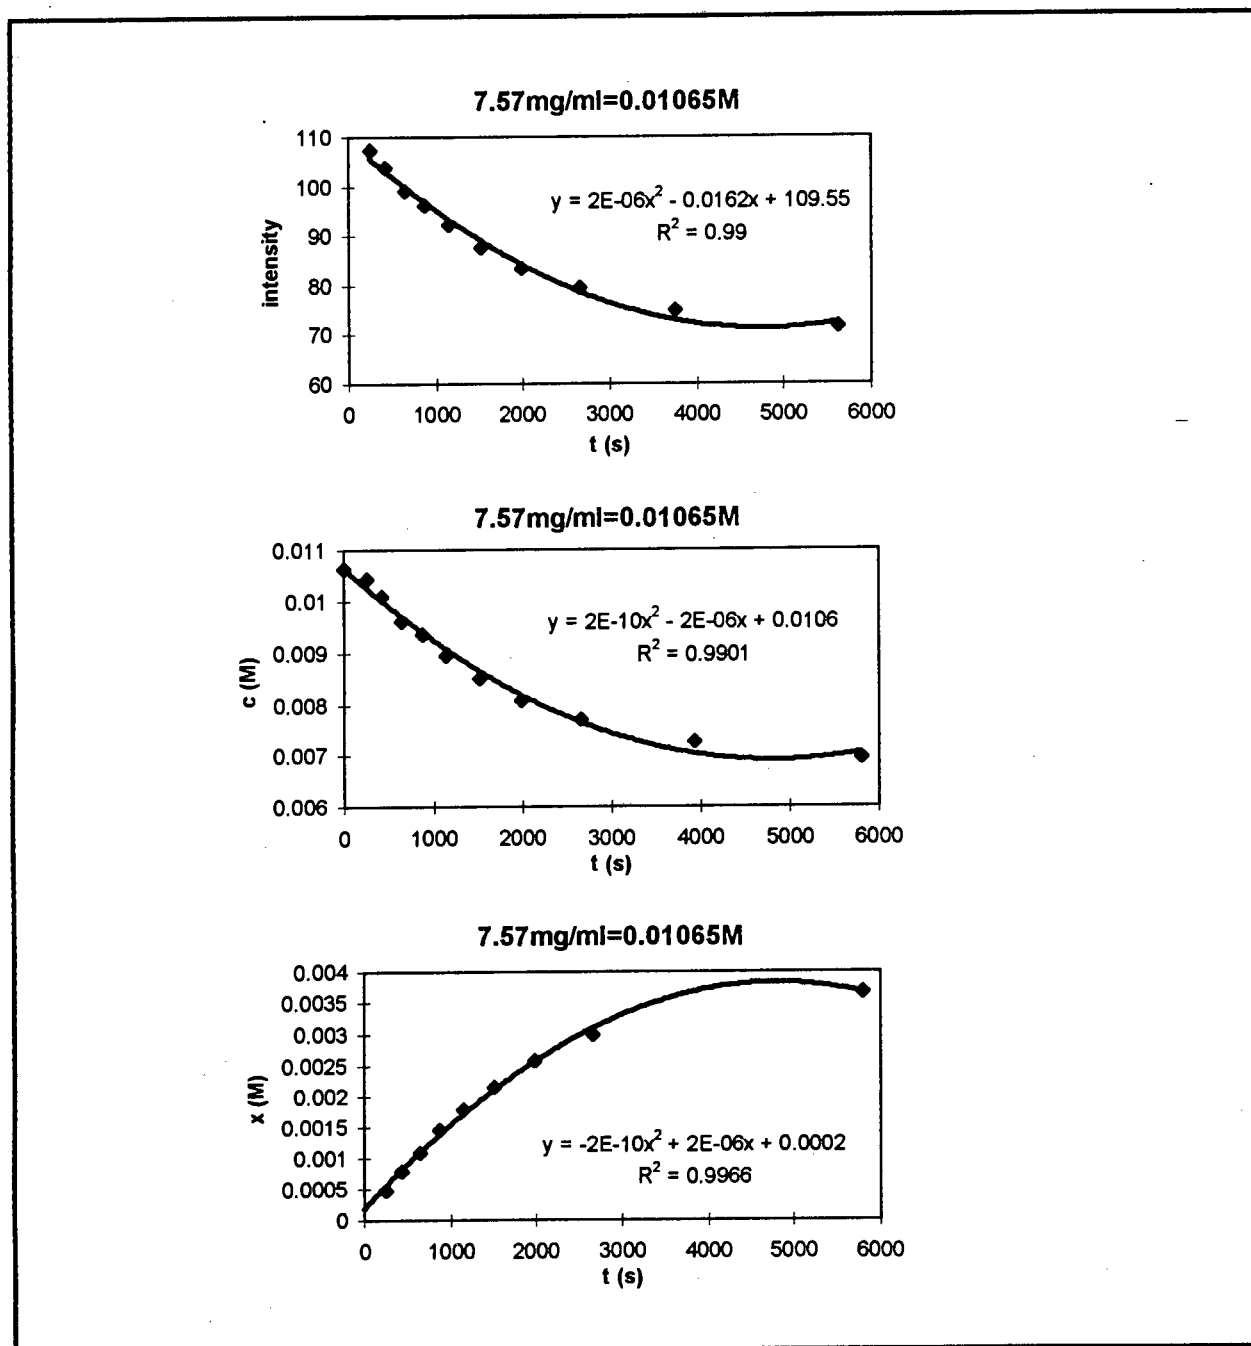 7.57mg/ml=0.01065M
110
100
90
80
70
60
intensity
y = 2E-06x² - 0.0162x + 109.55
R² = 0.99
0 1000 2000 3000 4000 5000 6000
t (s)
7.57mg/ml=0.01065M
0.011
0.01
0.009
0.008
0.007
0.006
c (M)
y = 2E-10x² - 2E-06x + 0.0106
R² = 0.9901
0 1000 2000 3000 4000 5000 6000
t (s)
7.57mg/ml=0.01065M
0.004
0.0035
0.003
0.0025
0.002
0.0015
0.001
0.0005
0
x (M)
y = -2E-10x² + 2E-06x + 0.0002
R² = 0.9966
0 1000 2000 3000 4000 5000 6000
t (s)